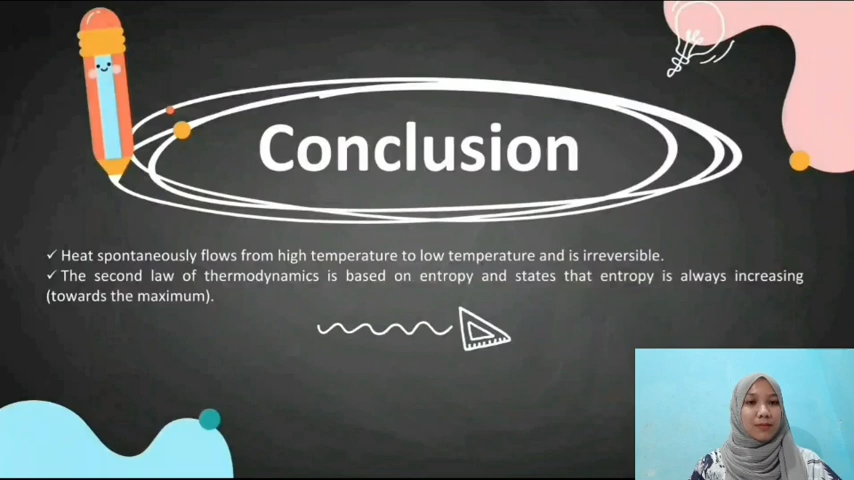 Conclusion
✓ Heat spontaneously flows from high temperature to low temperature and is irreversible.
✓ The second law of thermodynamics is based on entropy and states that entropy is always increasing
(towards the maximum).